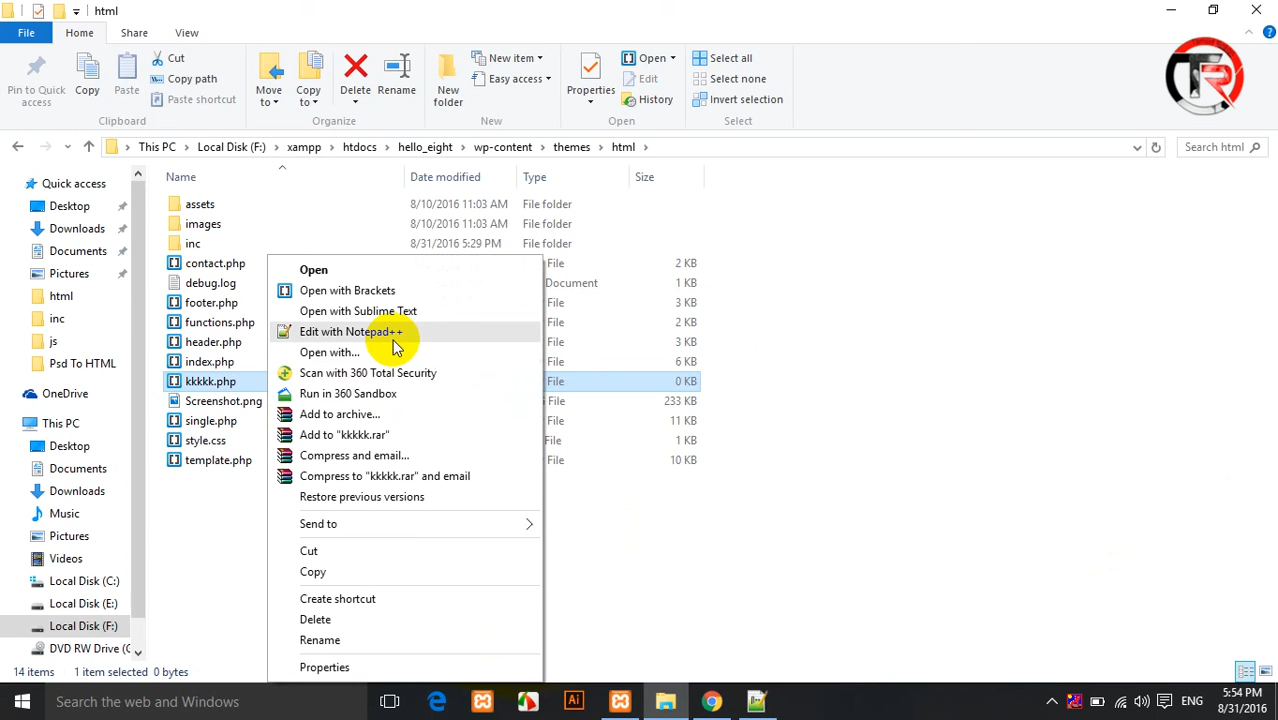 html
File Home Share View
Pin to Quick access
Copy
Paste
Cut
Copy path
Paste shortcut
Clipboard
Move to
Copy to
Delete
Rename
Organize
New folder
New item
Easy access
New
Properties
Open
Edit
History
Open
Select all
Select none
Invert selection
Select
This PC > Local Disk (F:) > xampp > htdocs > hello_eight > wp-content > themes > html >
Search html
Name Date modified Type Size
Quick access
Desktop
Downloads
Documents
Pictures
html
inc
js
Psd To HTML
OneDrive
This PC
Desktop
Documents
Downloads
Music
Pictures
Videos
Local Disk (C:)
Local Disk (E:)
Local Disk (F:)
DVD RW Drive (G
assets 8/10/2016 11:03 AM File folder
images 8/10/2016 11:03 AM File folder
inc 8/31/2016 5:29 PM File folder
contact.php File 2 KB
debug.log Document 1 KB
footer.php File 3 KB
functions.php File 2 KB
header.php File 3 KB
index.php File 6 KB
kkkkk.php File 0 KB
Screenshot.png File 233 KB
single.php File 11 KB
style.css File 1 KB
template.php File 10 KB
Open
Open with Brackets
Open with Sublime Text
Edit with Notepad++
Open with...
Scan with 360 Total Security
Run in 360 Sandbox
Add to archive...
Add to "kkkkk.rar"
Compress and email...
Compress to "kkkkk.rar" and email
Restore previous versions
Send to
Cut
Copy
Create shortcut
Delete
Rename
Properties
14 items 1 item selected 0 bytes
Search the web and Windows
Ai
ENG
5:54 PM
8/31/2016